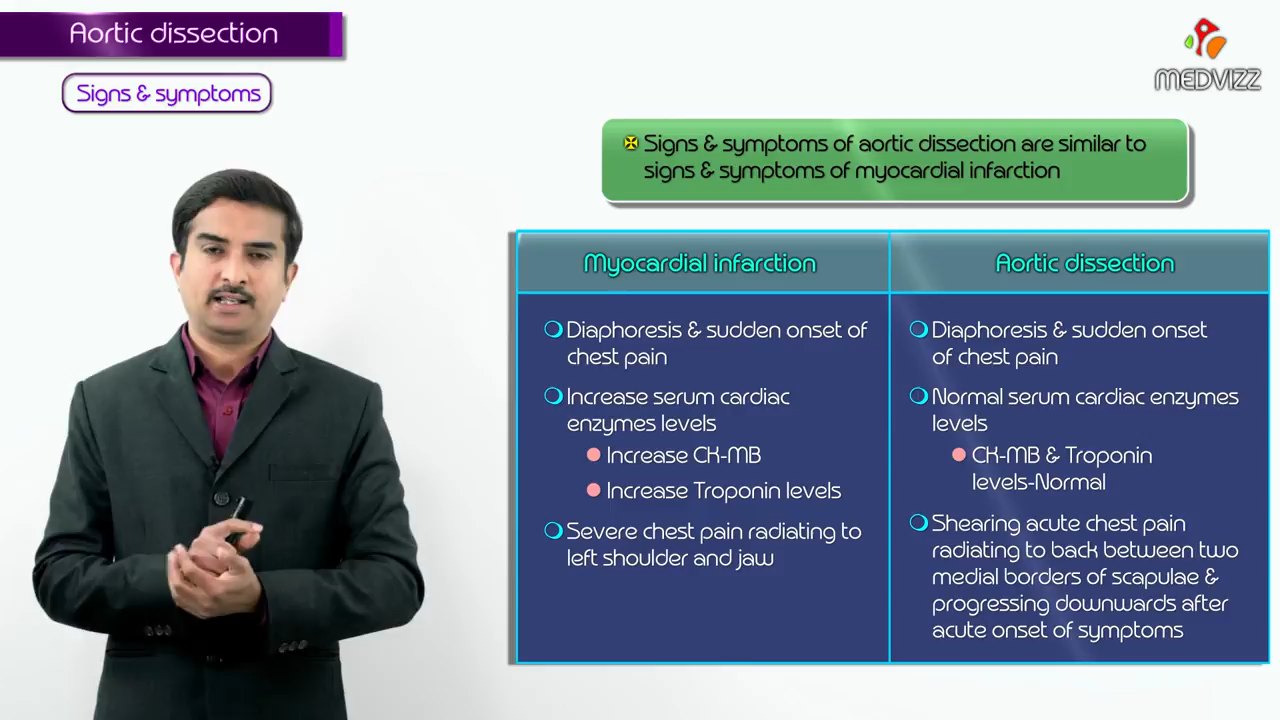 Aortic dissection
Signs & symptoms
MEDVIZZ
Signs & symptoms of aortic dissection are similar to
signs & symptoms of myocardial infarction
Myocardial infarction
Diaphoresis & sudden onset of
chest pain
Increase serum cardiac
enzymes levels
Increase CK-MB
Increase Troponin levels
Severe chest pain radiating to
left shoulder and jaw
Aortic dissection
Diaphoresis & sudden onset
of chest pain
Normal serum cardiac enzymes
levels
CK-MB & Troponin
levels-Normal
Shearing acute chest pain
radiating to back between two
medial borders of scapulae &
progressing downwards after
acute onset of symptoms